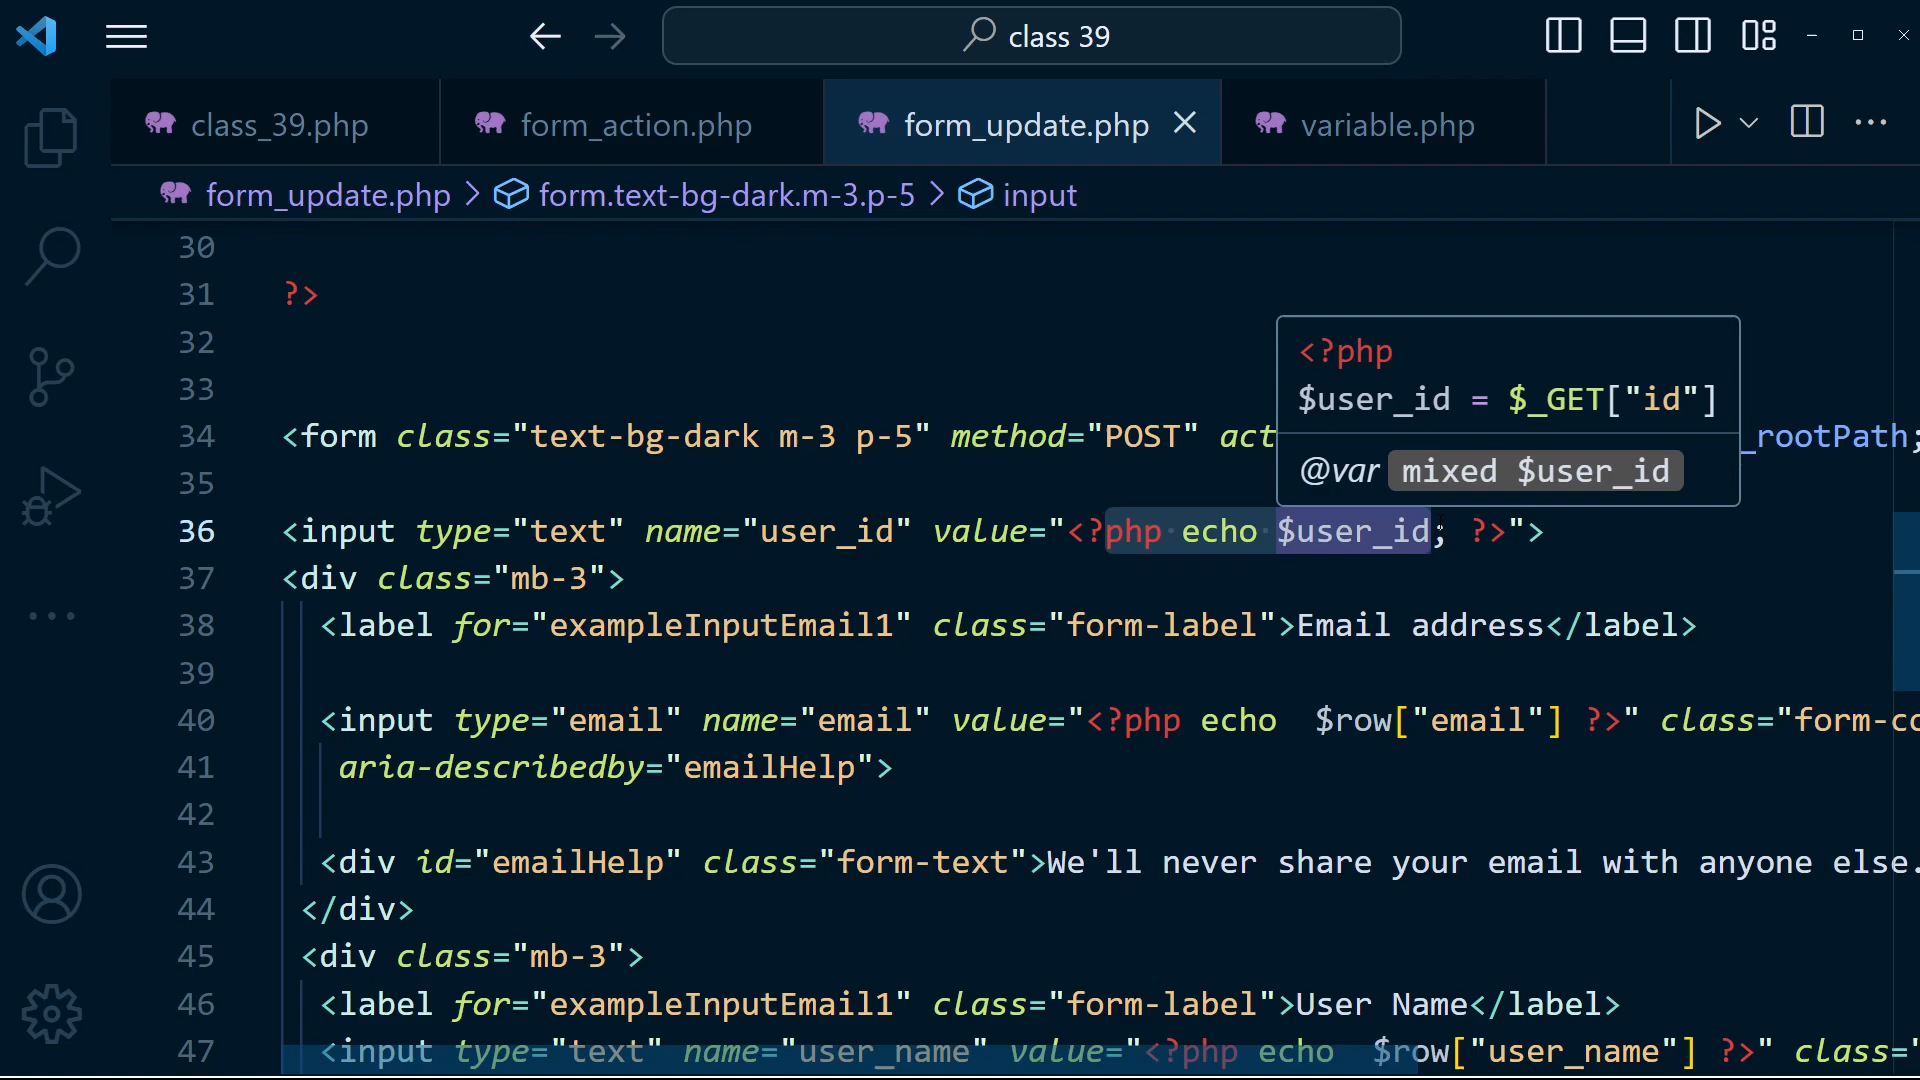 class 39
class_39.php
form_action.php
form_update.php
variable.php
form_update.php > form.text-bg-dark.m-3.p-5 > input
30
31 ?>
32
33
<?php
$user_id = $_GET["id"]
@var mixed $user_id
34 <form class="text-bg-dark m-3 p-5" method="POST" act _rootPath;
35
36 <input type="text" name="user_id" value="<?php echo $user_id; ?>">
37 <div class="mb-3">
38 <label for="exampleInputEmail1" class="form-label">Email address</label>
39
40 <input type="email" name="email" value="<?php echo  $row["email"] ?>" class="form-co
41 aria-describedby="emailHelp">
42
43 <div id="emailHelp" class="form-text">We'll never share your email with anyone else.
44 </div>
45 <div class="mb-3">
46 <label for="exampleInputEmail1" class="form-label">User Name</label>
47 <input type="text" name="user_name" value="<?php echo  $row["user_name"] ?>" class="